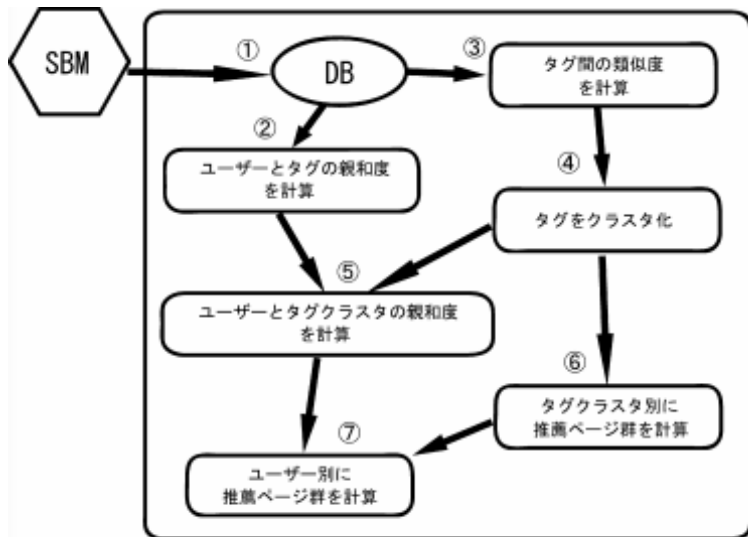 SBM
①
DB
③
タグ間の類似度
を計算
②
ユーザーとタグの親和度
を計算
④
タグをクラスタ化
⑤
ユーザーとタグクラスタの親和度
を計算
⑥
タグクラスタ別に
推薦ページ群を計算
⑦
ユーザー別に
推薦ページ群を計算